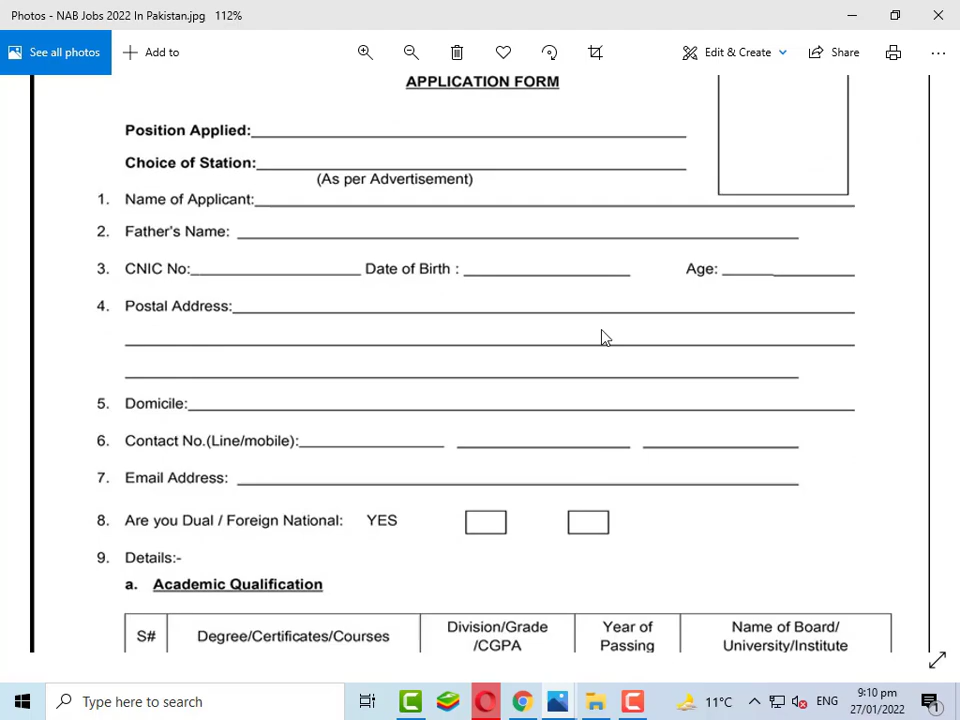 Photos - NAB Jobs 2022 In Pakistan.jpg 112%
See all photos Add to Edit & Create Share
APPLICATION FORM
Position Applied:
Choice of Station:
(As per Advertisement)
1. Name of Applicant:
2. Father's Name:
3. CNIC No: Date of Birth : Age:
4. Postal Address:
5. Domicile:
6. Contact No.(Line/mobile):
7. Email Address:
8. Are you Dual / Foreign National: YES
9. Details:-
a. Academic Qualification
S# Degree/Certificates/Courses Division/Grade /CGPA Year of Passing Name of Board/ University/Institute
Type here to search 11°C ENG 9:10 pm 27/01/2022 1